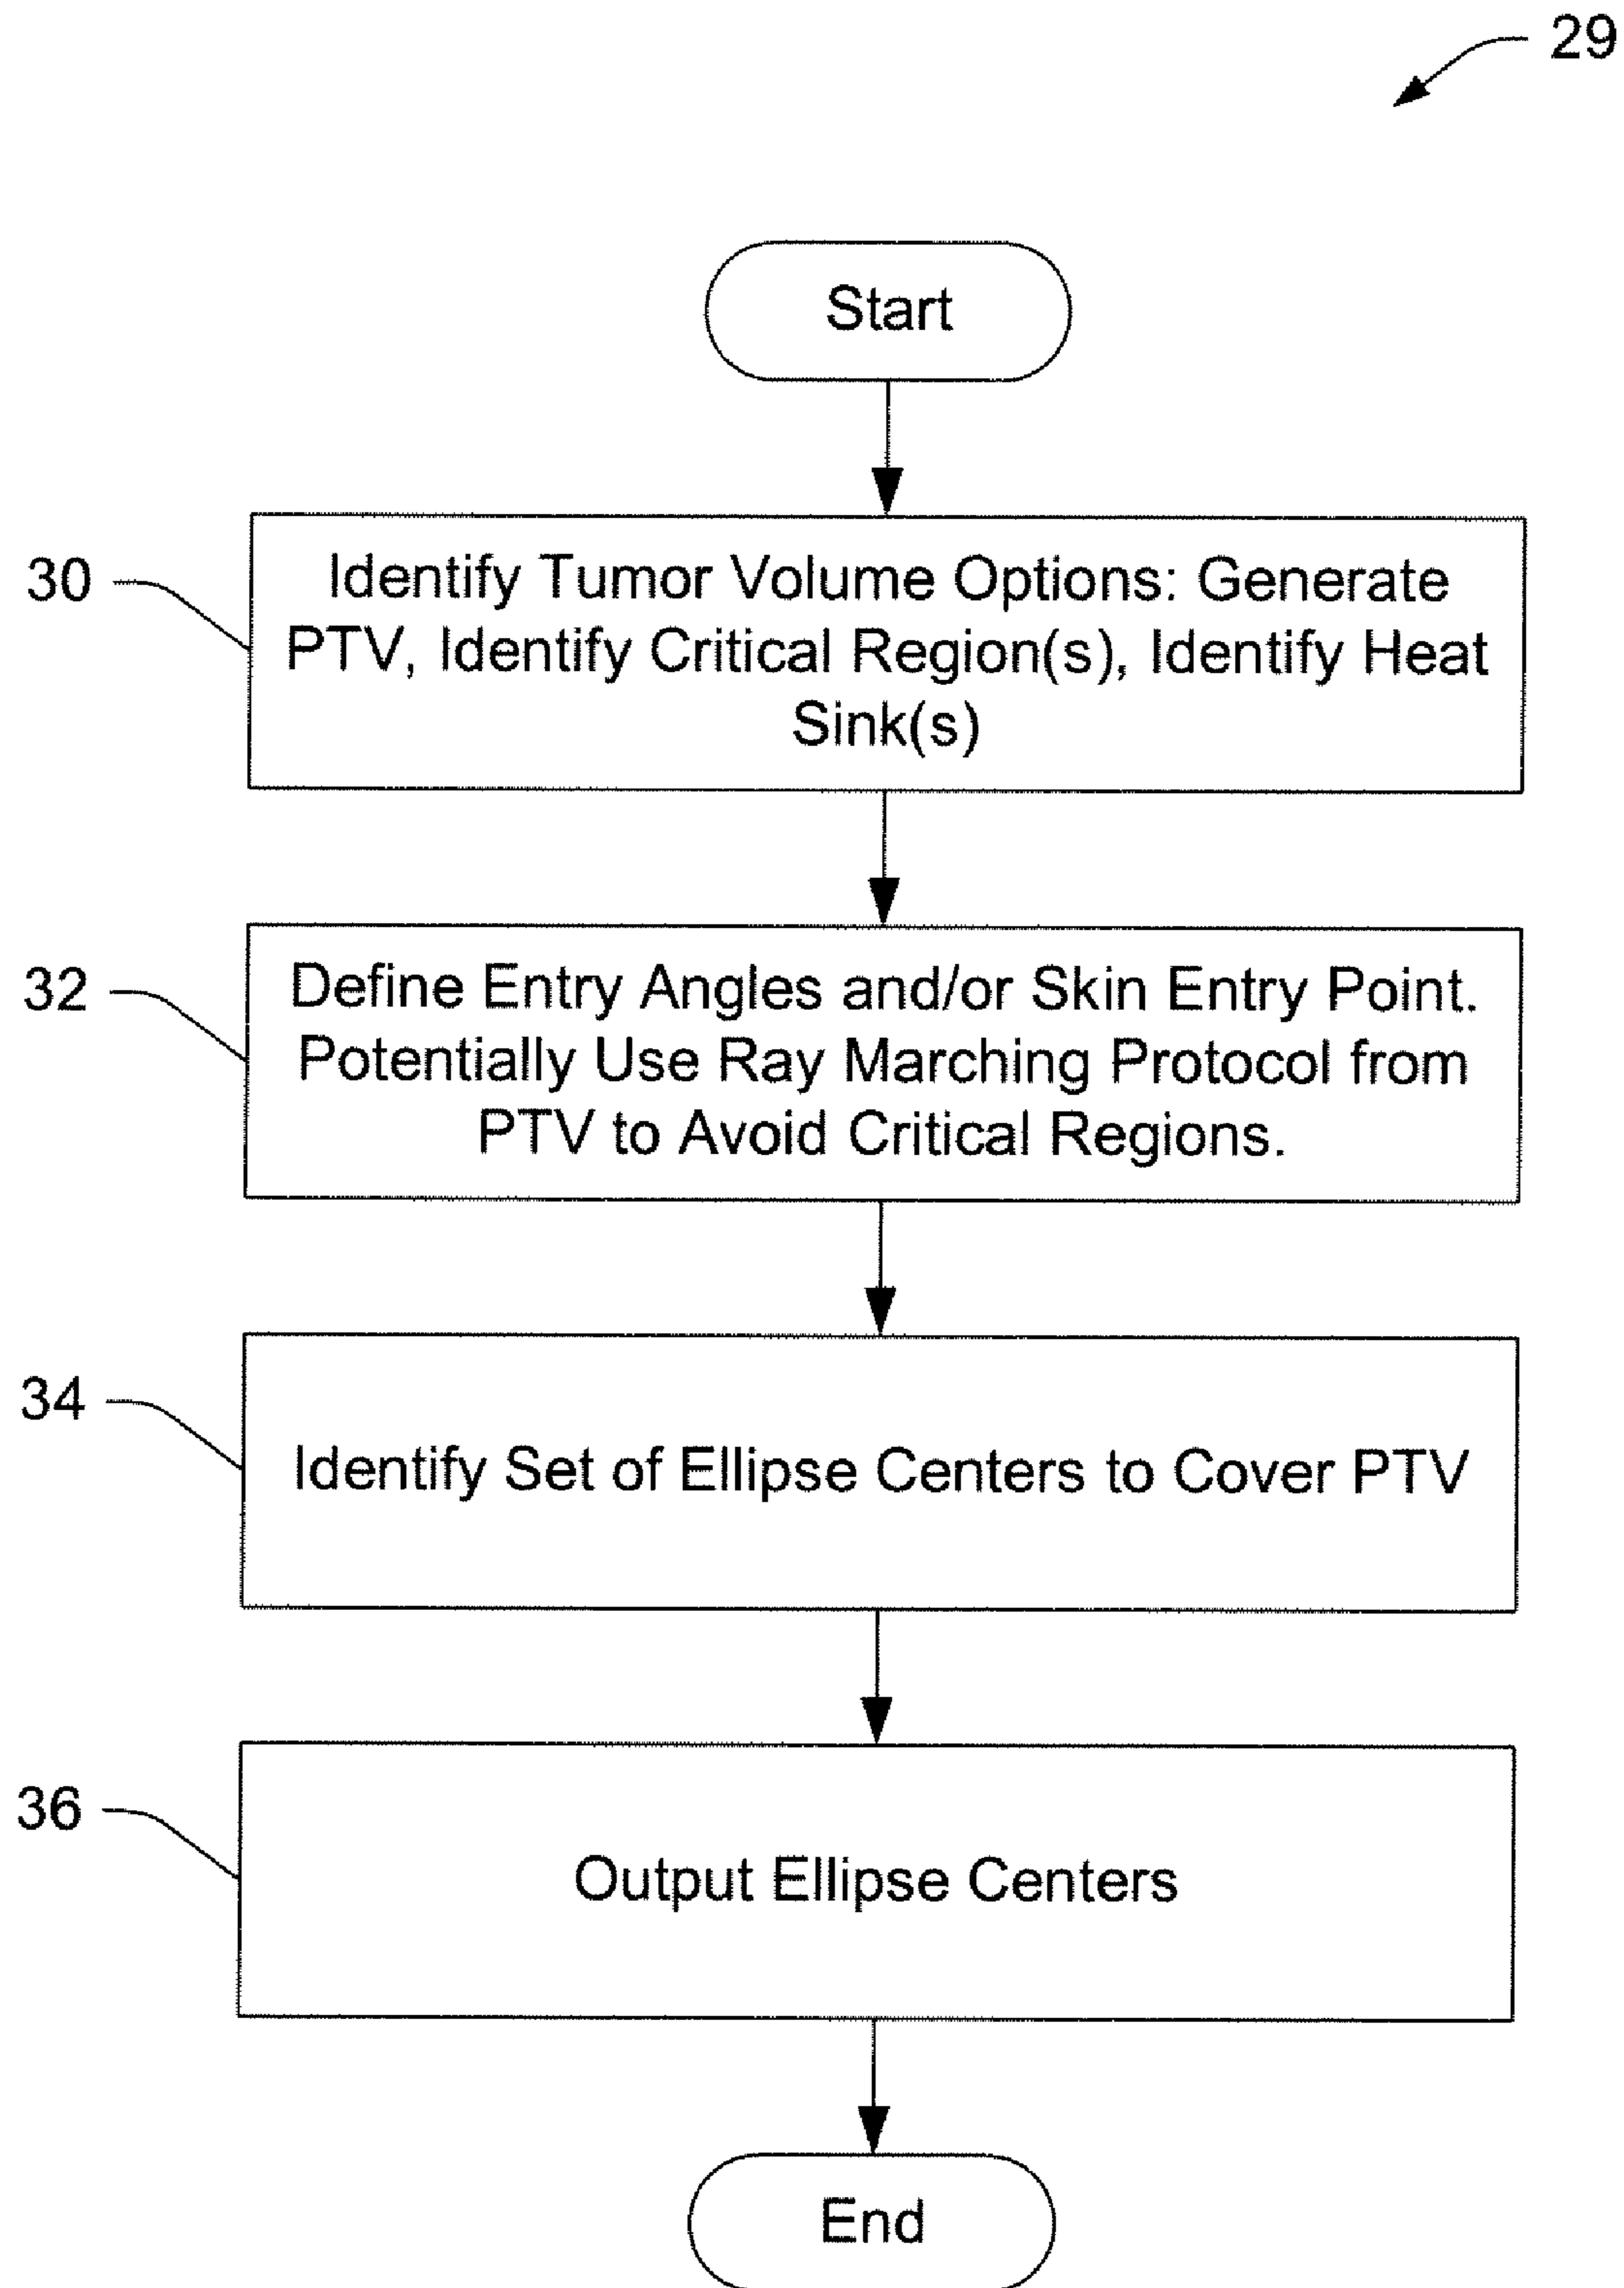 29
Start
30
Identify Tumor Volume Options: Generate
PTV, Identify Critical Region(s), Identify Heat
Sink(s)
32
Define Entry Angles and/or Skin Entry Point.
Potentially Use Ray Marching Protocol from
PTV to Avoid Critical Regions.
34
Identify Set of Ellipse Centers to Cover PTV
36
Output Ellipse Centers
End